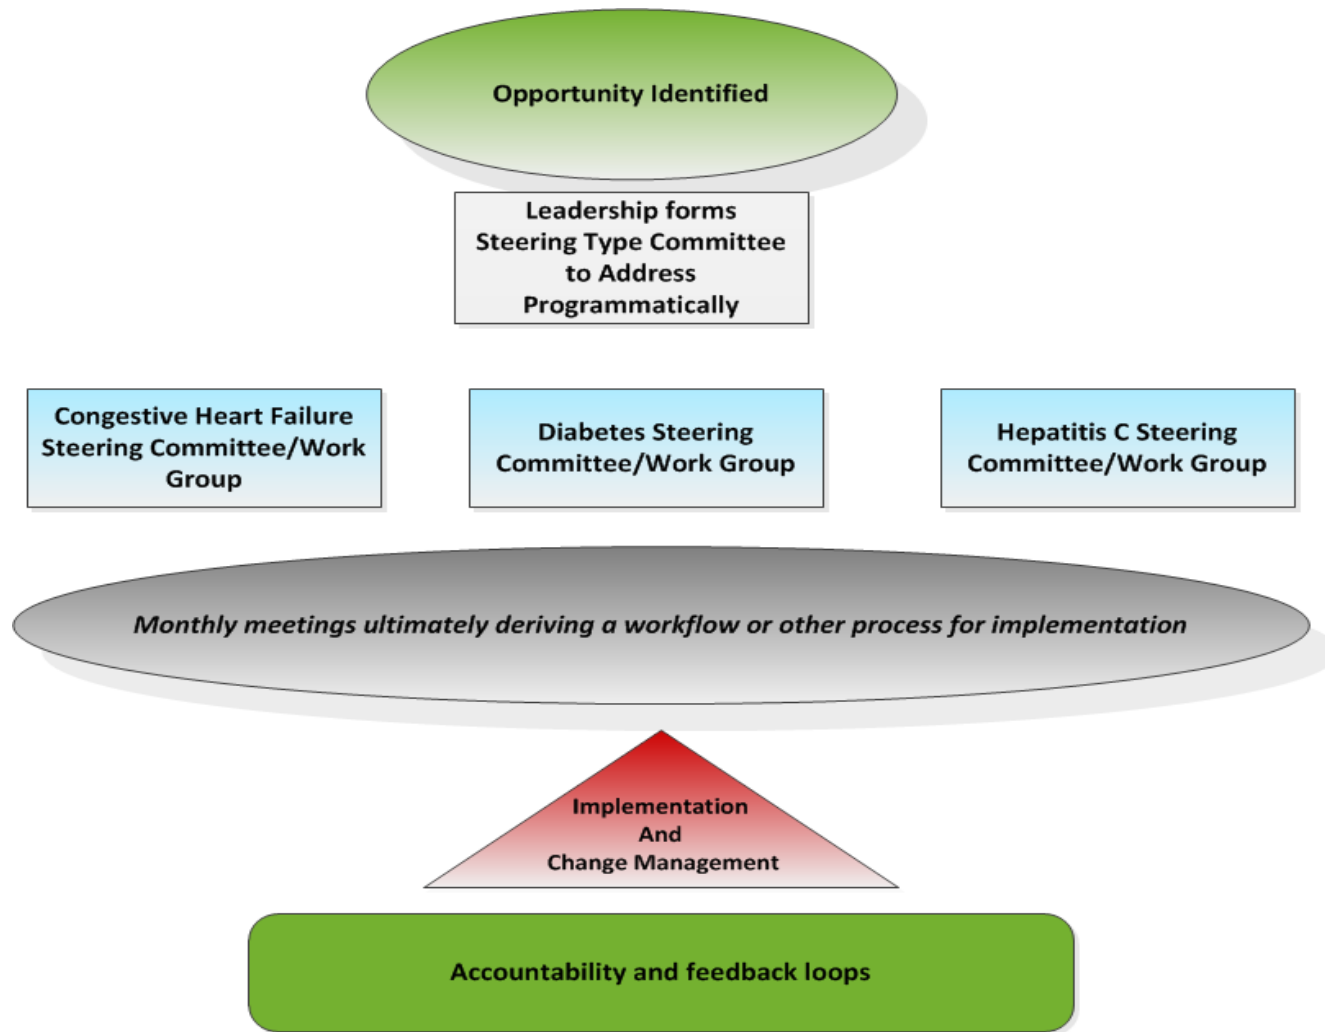 Opportunity Identified
Leadership forms
Steering Type Committee
to Address
Programmatically
Congestive Heart Failure
Steering Committee/Work
Group
Diabetes Steering
Committee/Work Group
Hepatitis C Steering
Committee/Work Group
Monthly meetings ultimately deriving a workflow or other process for implementation
Implementation
And
Change Management
Accountability and feedback loops